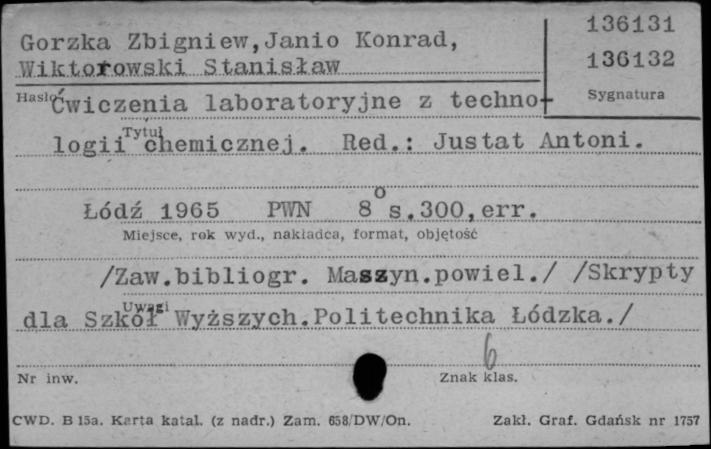 136131
Gorzka Zbigniew, Janio Konrad,
136132
Wiktorowski Stanisław
Hasło
Sygnatura
Ćwiczenia laboratoryjne z techno-
Tytuł
logii chemicznej. Red.: Justat Antoni.
Łódź 1965 PWN 8° s.300, err.
Miejsce, rok wyd., nakładca, format, objętość
/Zaw.bibliogr. Maszyn.powiel./ /Skrypty
Uwagi
dla Szkół Wyższych. Politechnika Łódzka./
6
Nr inw. Znak klas.
CWD. B 15a. Karta katal. (z nadr.) Zam. 658/DW/On. Zakł. Graf. Gdańsk nr 1757